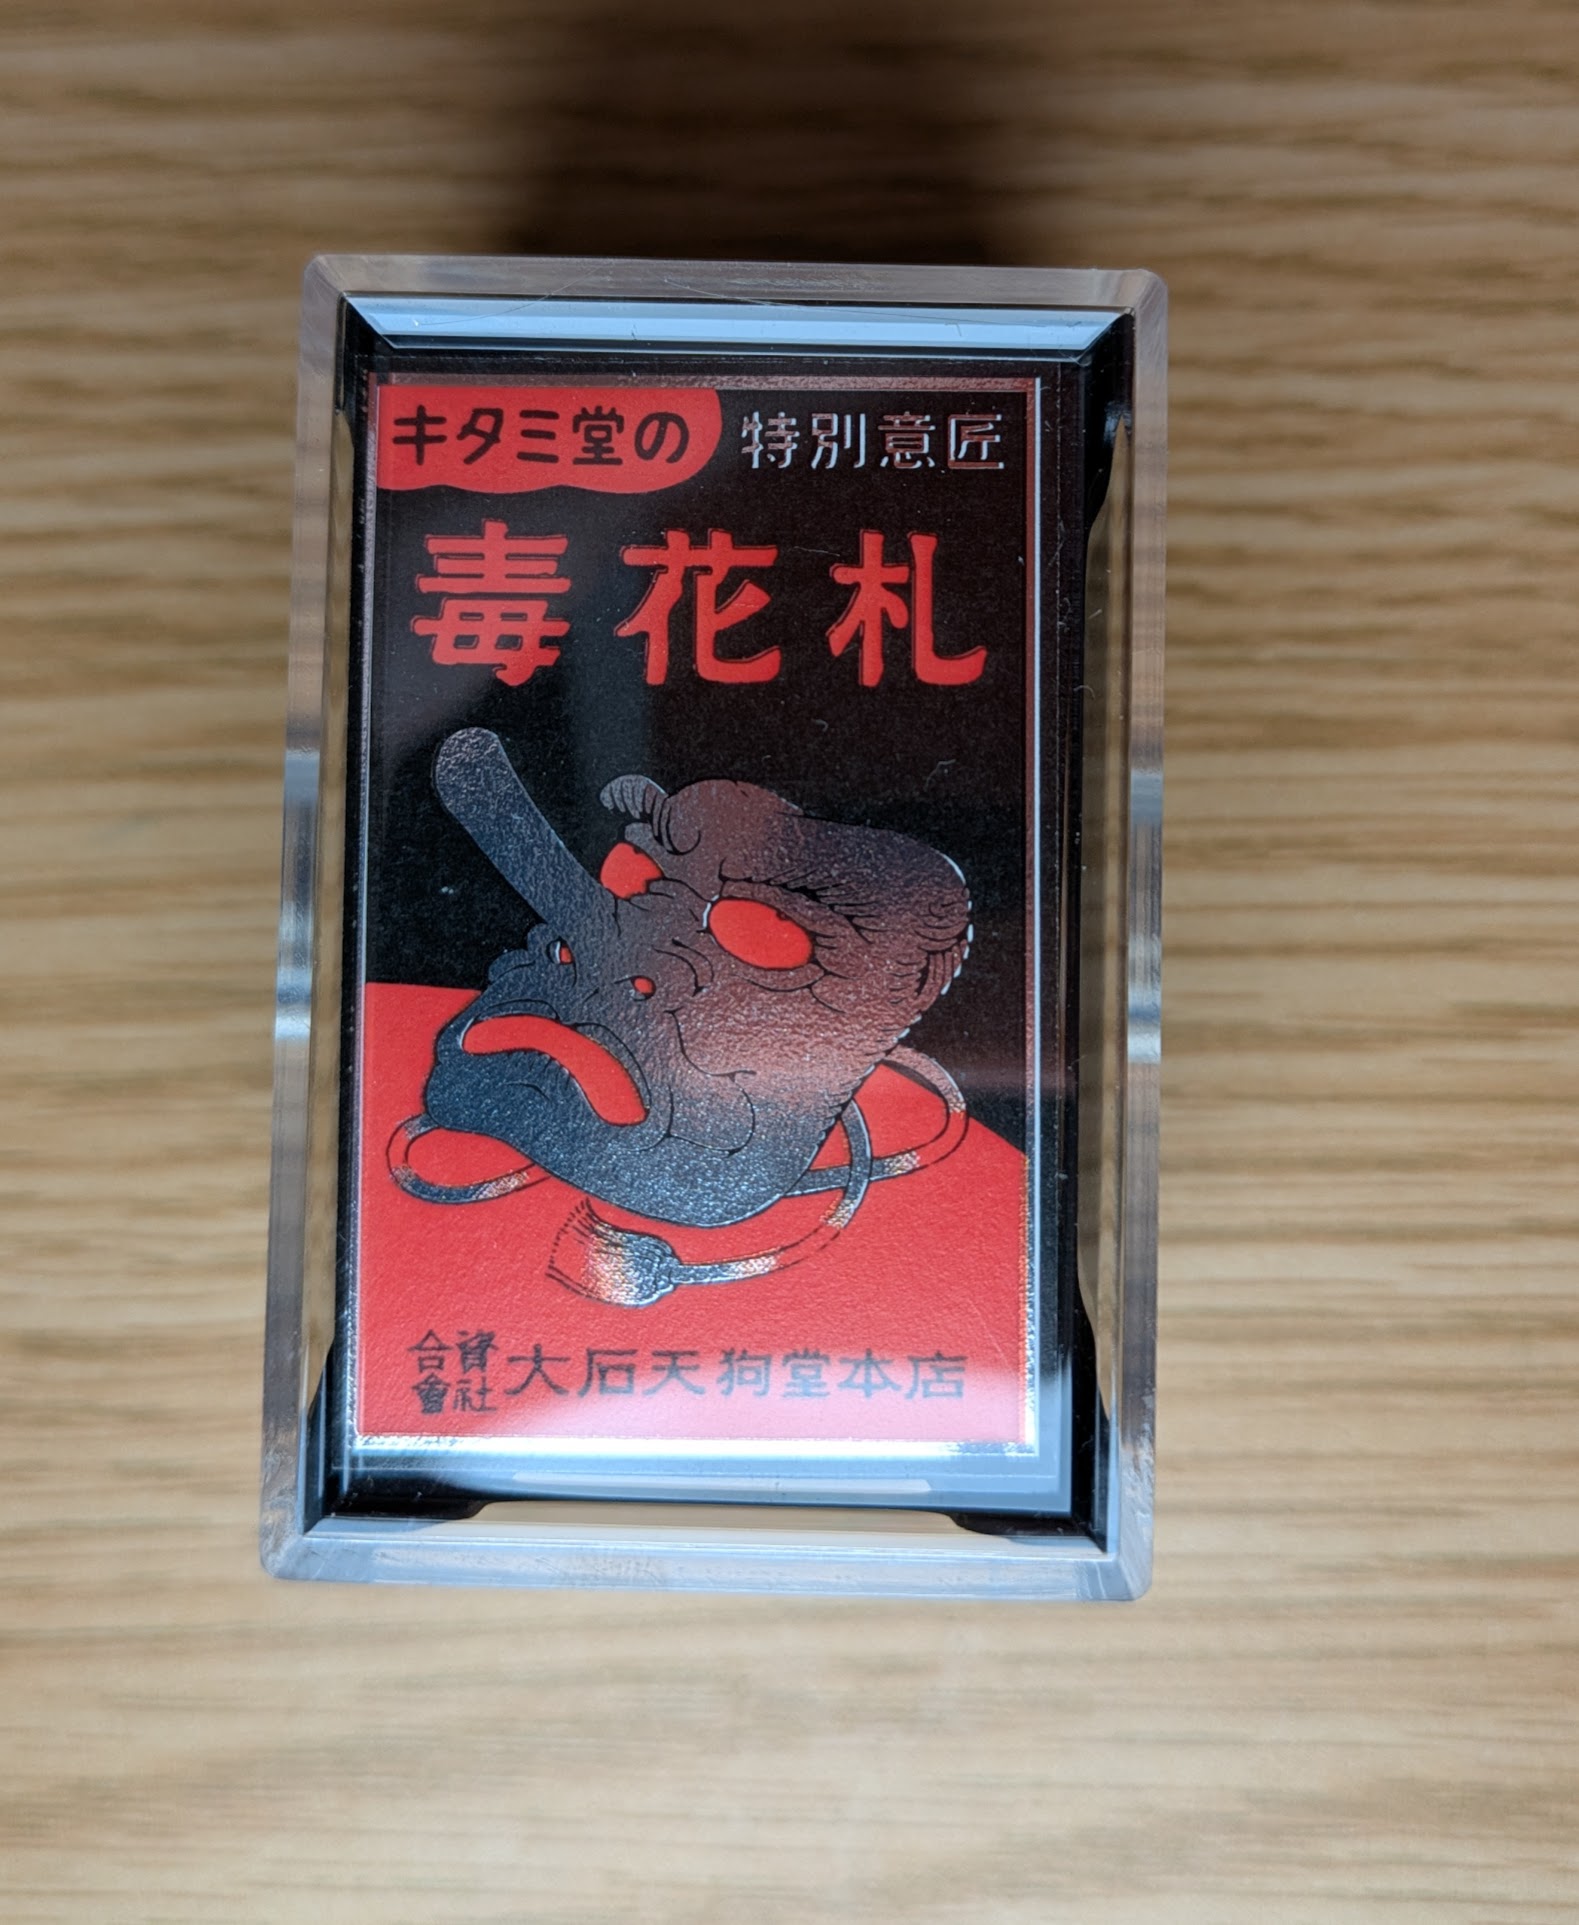 キタミ堂の 特別意匠
毒花札
合資會社 大石天狗堂本店